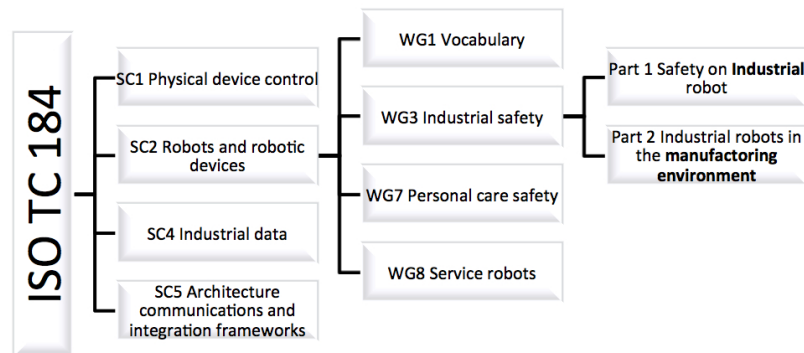 ISO TC 184
SC1 Physical device control
SC2 Robots and robotic
devices
SC4 Industrial data
SC5 Architecture
communications and
integration frameworks
WG1 Vocabulary
WG3 Industrial safety
WG7 Personal care safety
WG8 Service robots
Part 1 Safety on Industrial
robot
Part 2 Industrial robots in
the manufactoring
environment